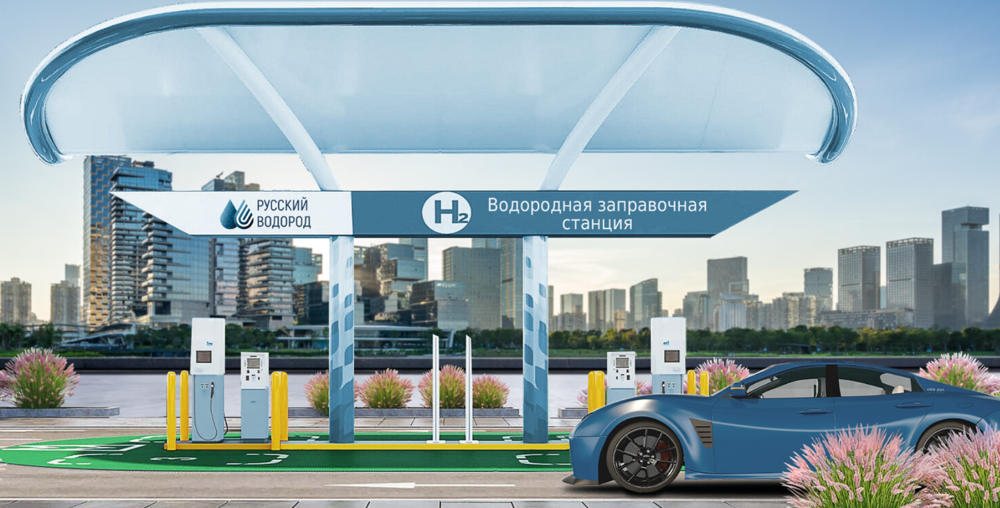 РУССКИЙ
ВОДОРОД
H2
Водородная заправочная
станция